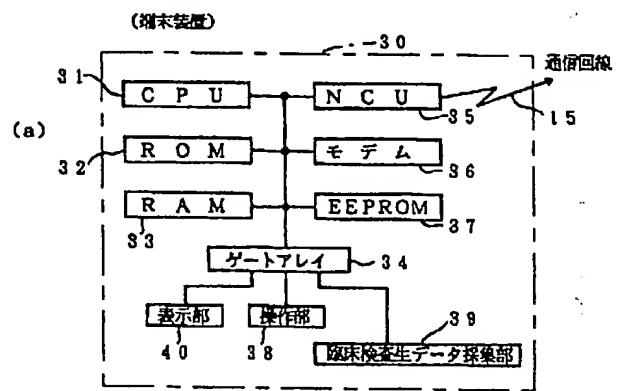 (端末装置)
30
31 CPU NCU 通信回線
35 15
(a)
ROM モデム
32 36
RAM EEPROM
33 37
ゲートアレイ 34
表示部 操作部 39
40 38 臨床検査生データ採集部